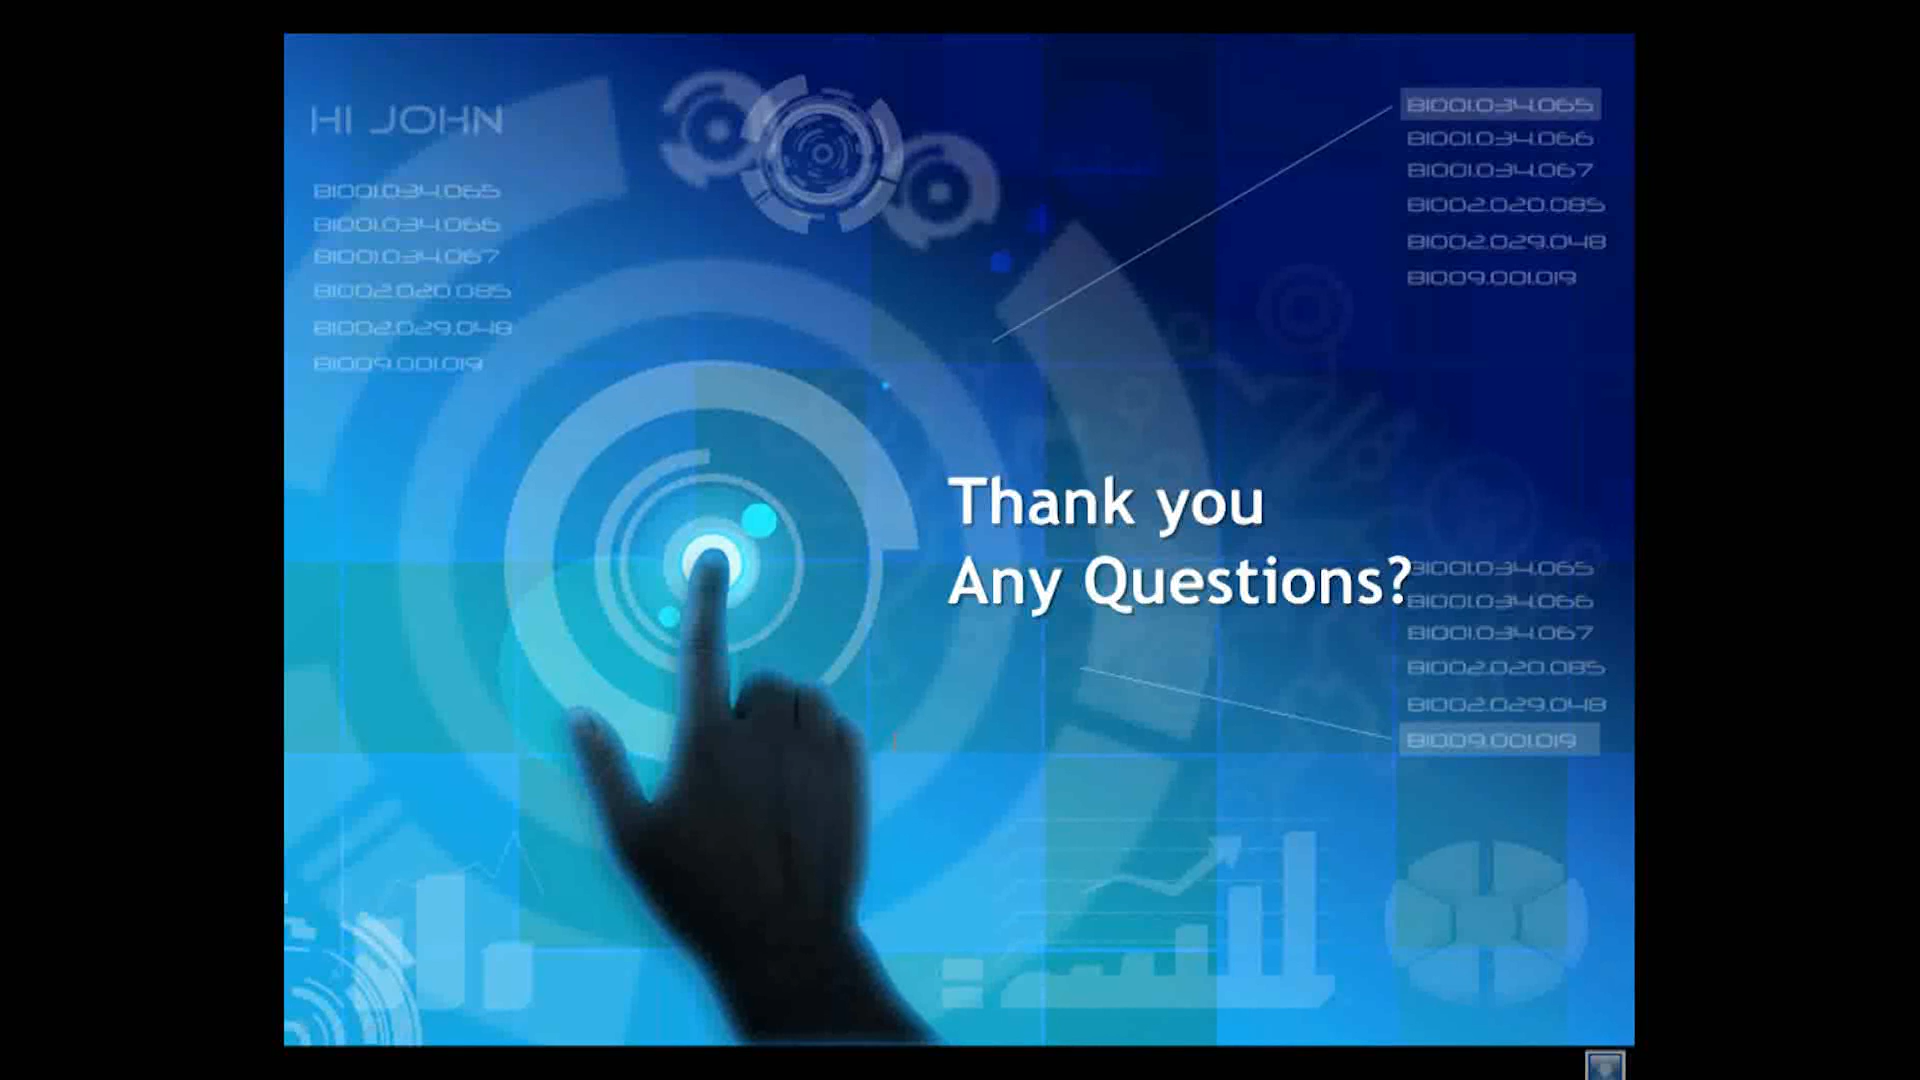 HI JOHN
B1001.034.065
B1001.034.066
B1001.034.067
B1002.020.085
B1002.029.048
B1009.001.019
B1001.034.065
B1001.034.066
B1001.034.067
B1002.020.085
B1002.029.048
B1009.001.019
Thank you
Any Questions?
B1001.034.065
B1001.034.066
B1001.034.067
B1002.020.085
B1002.029.048
B1009.001.019